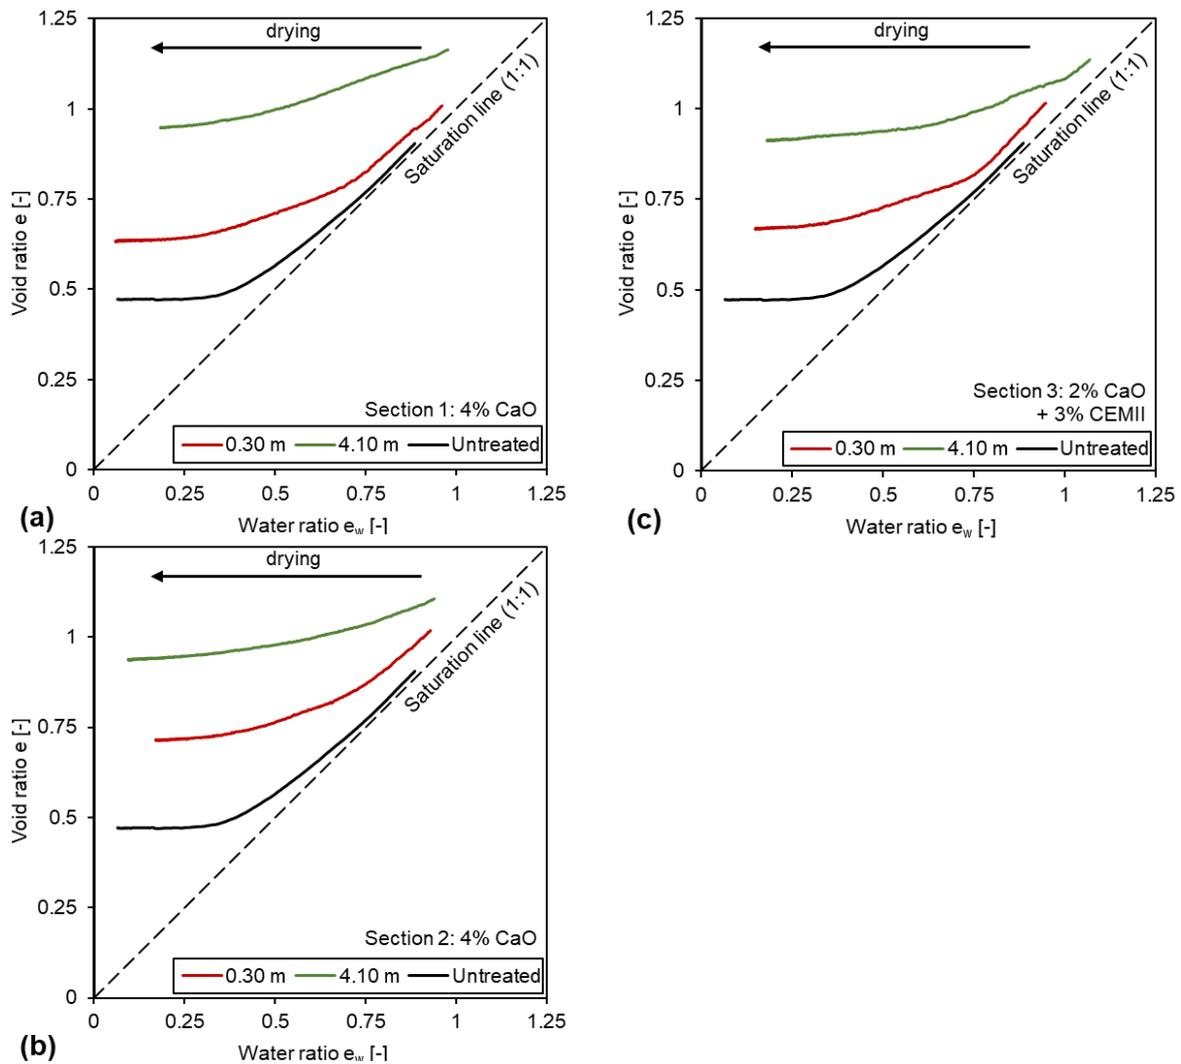 1.25
drying
1
Saturation line (1:1)
0.75
Void ratio e [-]
0.5
0.25
Section 1: 4% CaO
0.30 m 4.10 m Untreated
0
0 0.25 0.5 0.75 1 1.25
(a)
Water ratio ew [-]
1.25
drying
1
Saturation line (1:1)
0.75
Void ratio e [-]
0.5
0.25
Section 2: 4% CaO
0.30 m 4.10 m Untreated
0
0 0.25 0.5 0.75 1 1.25
(b)
Water ratio ew [-]
1.25
drying
1
Saturation line (1:1)
0.75
Void ratio e [-]
0.5
0.25
Section 3: 2% CaO
+ 3% CEMII
0.30 m 4.10 m Untreated
0
0 0.25 0.5 0.75 1 1.25
(c)
Water ratio ew [-]